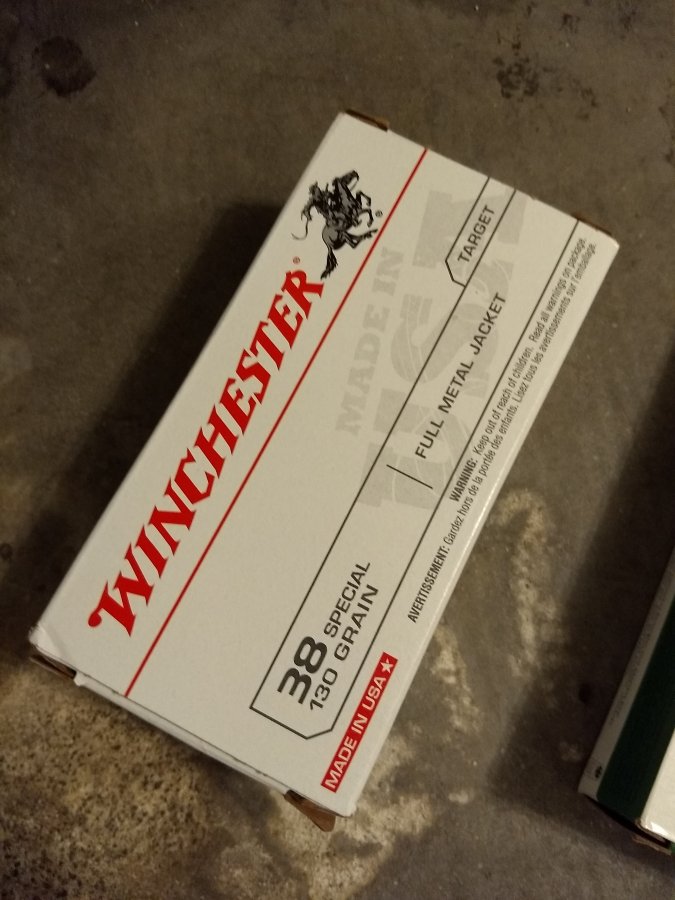 WINCHESTER®
MADE IN
USA
TARGET
FULL METAL JACKET
38 SPECIAL
130 GRAIN
WARNING: Keep out of reach of children. Read all warnings on package.
AVERTISSEMENT: Gardez hors de la portée des enfants. Lisez tous les avertissements sur l'emballage.
MADE IN USA